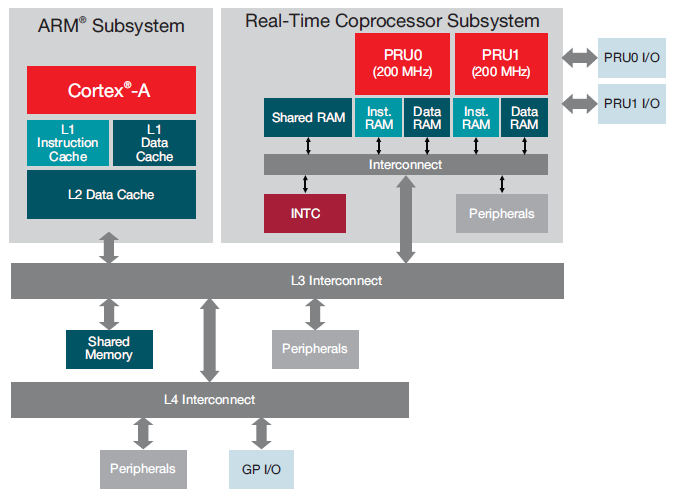 ARM® Subsystem
Real-Time Coprocessor Subsystem
Cortex®-A
L1
Instruction
Cache
L1
Data
Cache
L2 Data Cache
PRU0
(200 MHz)
PRU1
(200 MHz)
PRU0 I/O
PRU1 I/O
Shared RAM
Inst.
RAM
Data
RAM
Inst.
RAM
Data
RAM
Interconnect
INTC
Peripherals
L3 Interconnect
Shared
Memory
Peripherals
L4 Interconnect
Peripherals
GP I/O